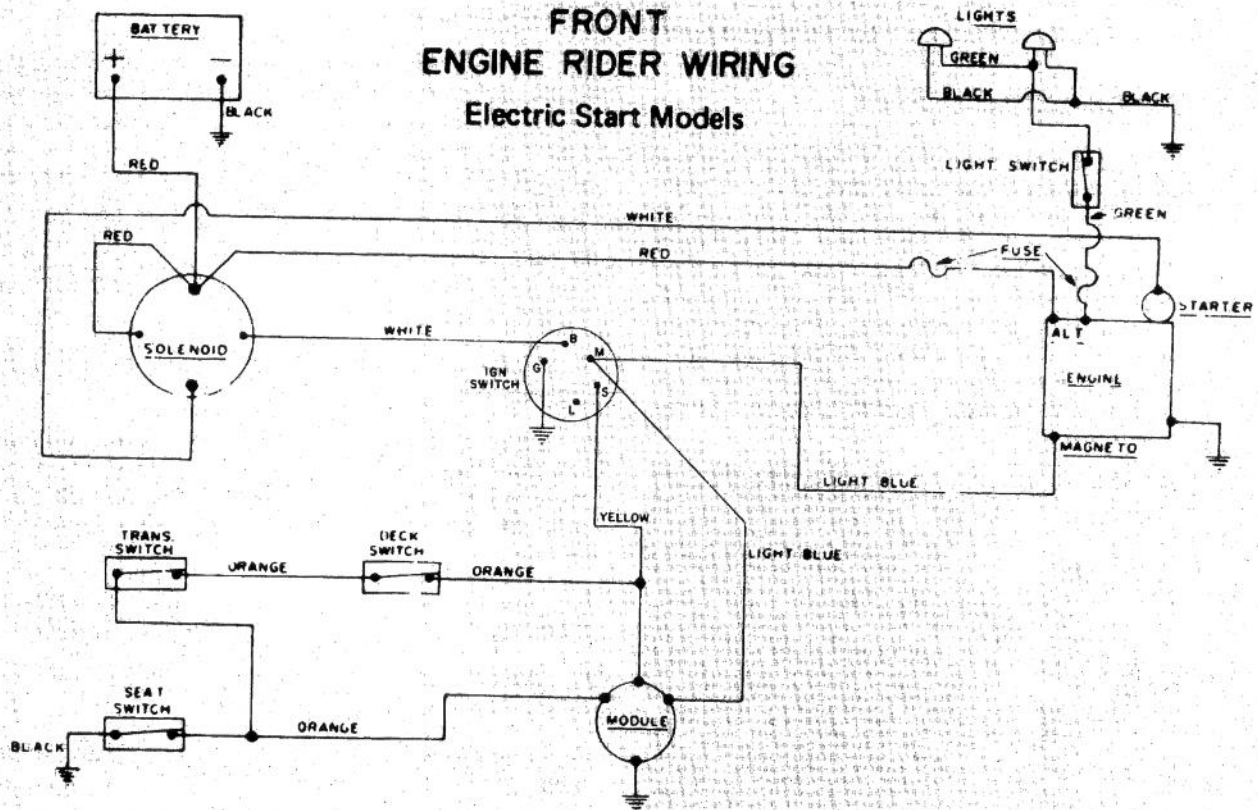 FRONT
ENGINE RIDER WIRING
Electric Start Models
BATTERY
+
−
BLACK
RED
LIGHTS
GREEN
BLACK
BLACK
LIGHT SWITCH
GREEN
WHITE
RED
RED
FUSE
STARTER
SOLENOID
WHITE
IGN
SWITCH
B
M
G
S
L
ALT
ENGINE
MAGNETO
LIGHT BLUE
YELLOW
LIGHT BLUE
TRANS.
SWITCH
ORANGE
DECK
SWITCH
ORANGE
SEAT
SWITCH
ORANGE
BLACK
MODULE